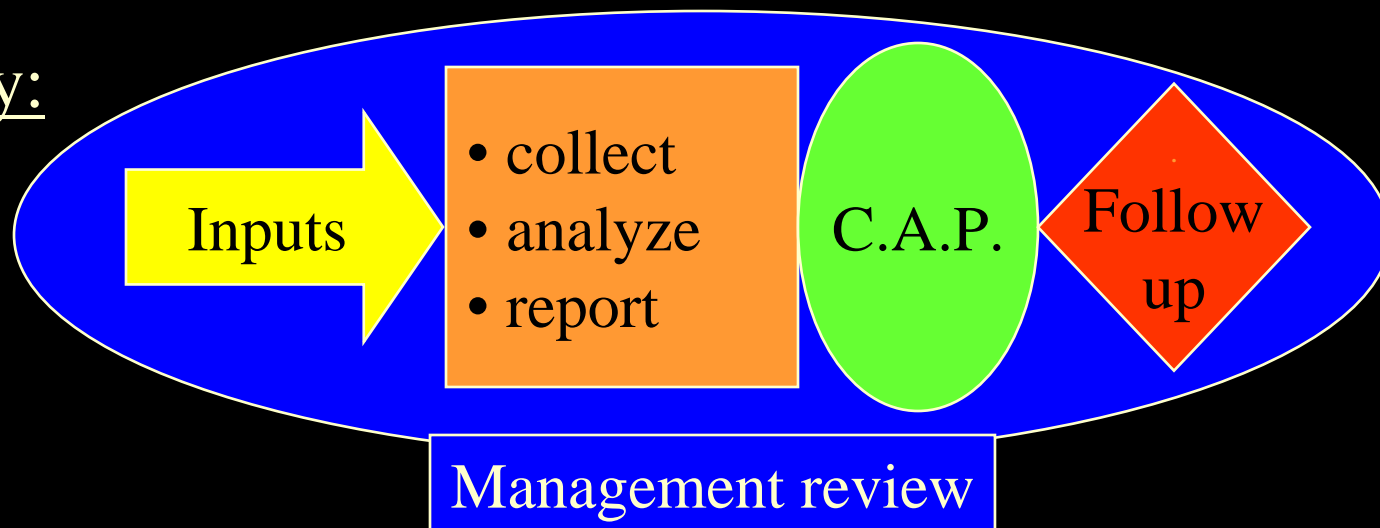 y:
• collect
• analyze
• report
Inputs
C.A.P.
Follow
up
Management review